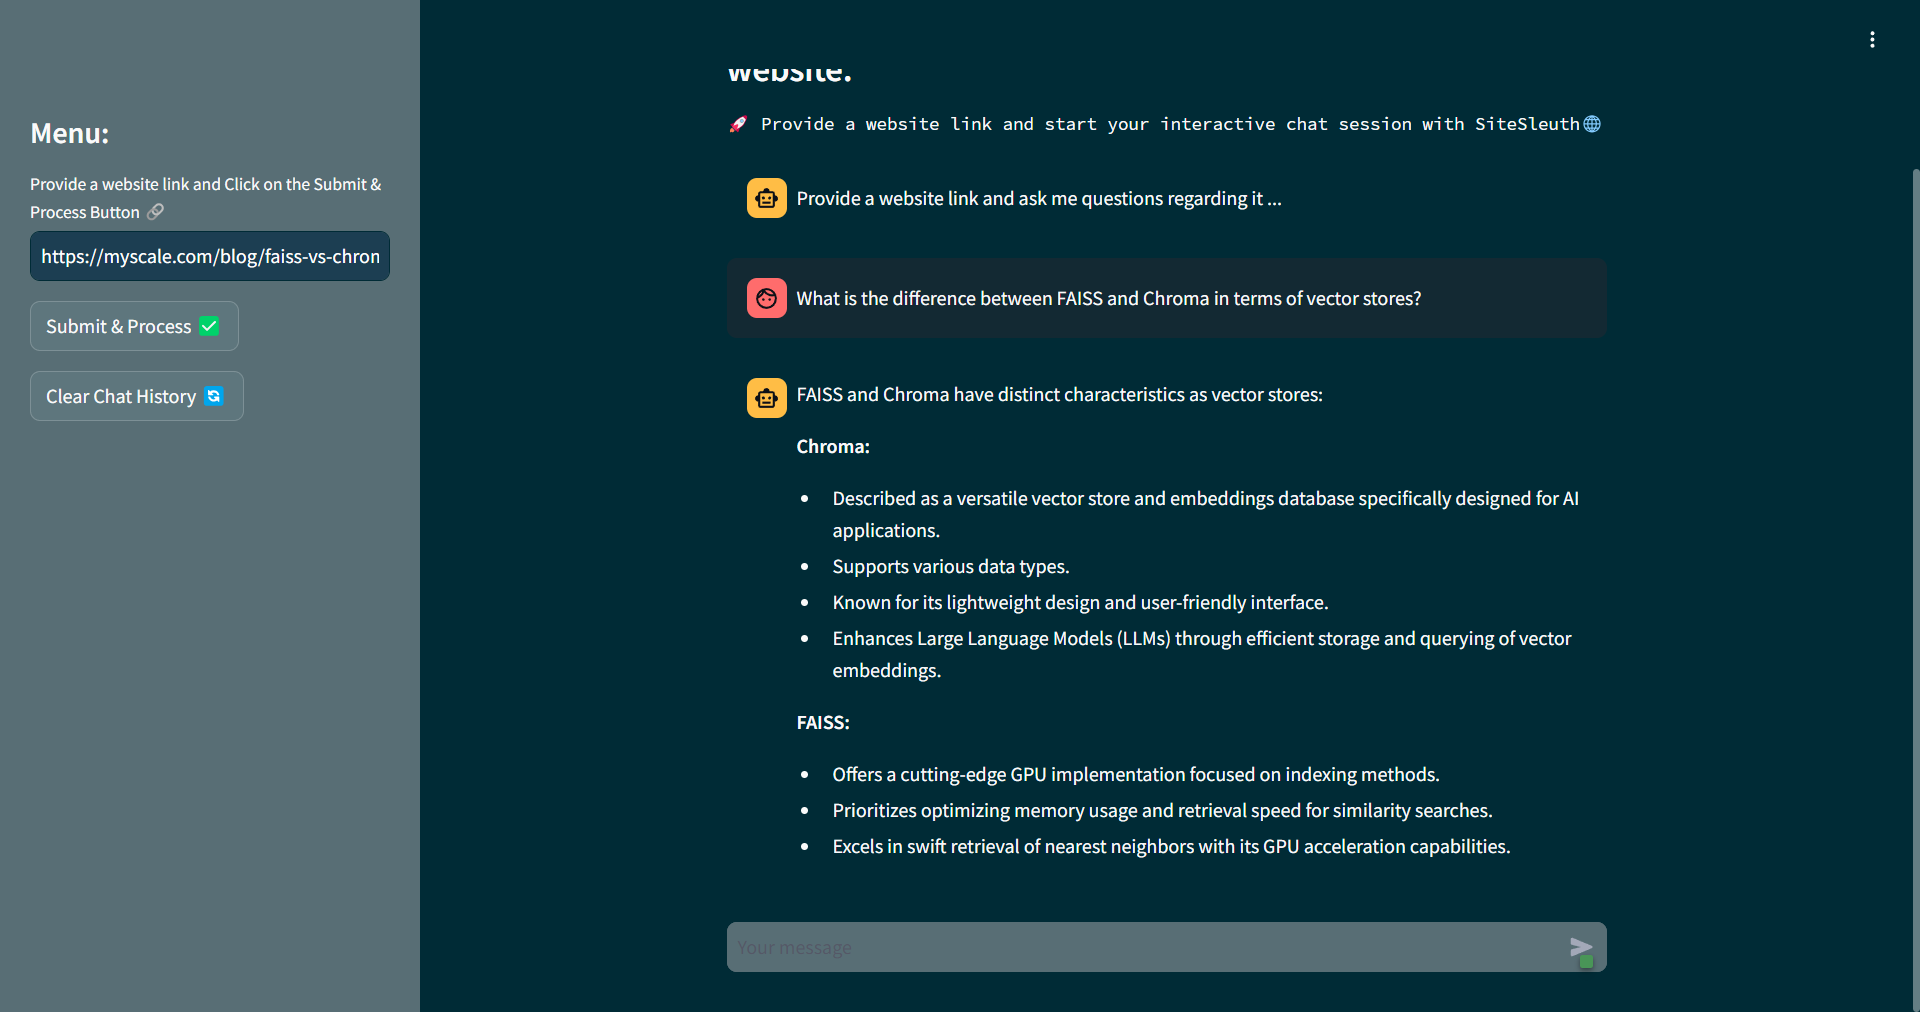 Menu:
Provide a website link and Click on the Submit &
Process Button 🔗
https://myscale.com/blog/faiss-vs-chron
Submit & Process ✅
Clear Chat History 🔄
website.
🚀 Provide a website link and start your interactive chat session with SiteSleuth🌐
Provide a website link and ask me questions regarding it ...
What is the difference between FAISS and Chroma in terms of vector stores?
FAISS and Chroma have distinct characteristics as vector stores:
Chroma:
• Described as a versatile vector store and embeddings database specifically designed for AI
applications.
• Supports various data types.
• Known for its lightweight design and user-friendly interface.
• Enhances Large Language Models (LLMs) through efficient storage and querying of vector
embeddings.
FAISS:
• Offers a cutting-edge GPU implementation focused on indexing methods.
• Prioritizes optimizing memory usage and retrieval speed for similarity searches.
• Excels in swift retrieval of nearest neighbors with its GPU acceleration capabilities.
Your message